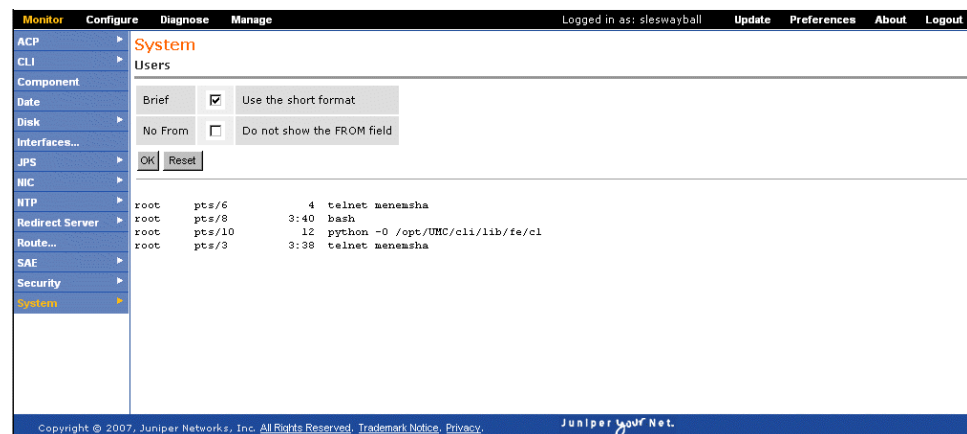 Monitor Configure Diagnose Manage Logged in as: sleswayball Update Preferences About Logout
ACP
CLI
Component
Date
Disk
Interfaces...
JPS
NIC
NTP
Redirect Server
Route...
SAE
Security
System
System
Users
Brief Use the short format
No From Do not show the FROM field
OK Reset
root pts/6 4 telnet menemsha
root pts/8 3:40 bash
root pts/10 12 python -O /opt/UMC/cli/lib/fe/cl
root pts/3 3:38 telnet menemsha
Copyright © 2007, Juniper Networks, Inc. All Rights Reserved. Trademark Notice. Privacy.
Juniper your Net.